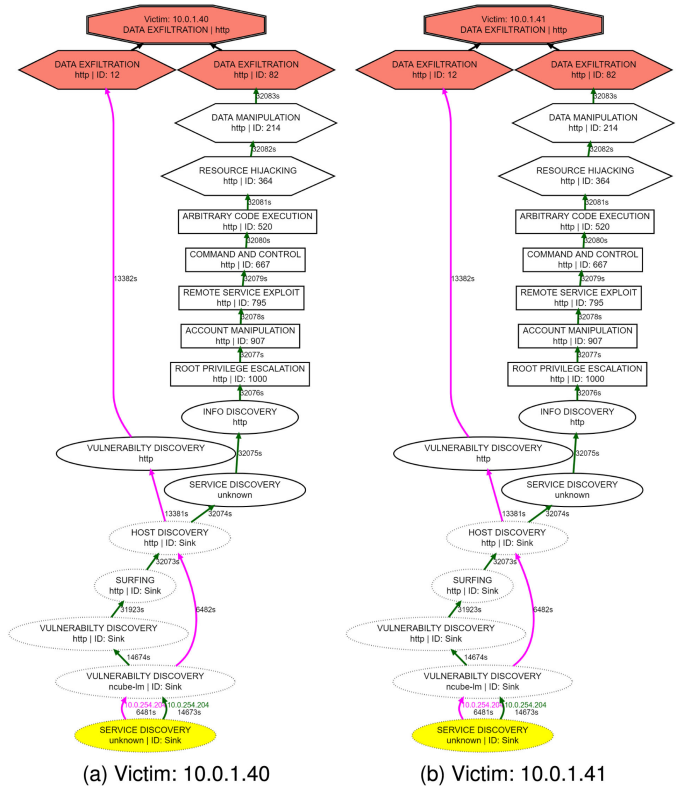 Victim: 10.0.1.40
DATA EXFILTRATION | http
DATA EXFILTRATION
http | ID: 12
DATA EXFILTRATION
http | ID: 82
32083s
DATA MANIPULATION
http | ID: 214
32082s
RESOURCE HIJACKING
http | ID: 364
32081s
ARBITRARY CODE EXECUTION
http | ID: 520
32080s
COMMAND AND CONTROL
http | ID: 667
13382s
32079s
REMOTE SERVICE EXPLOIT
http | ID: 795
32078s
ACCOUNT MANIPULATION
http | ID: 907
32077s
ROOT PRIVILEGE ESCALATION
http | ID: 1000
32076s
INFO DISCOVERY
http
VULNERABILTY DISCOVERY
http
32075s
SERVICE DISCOVERY
unknown
13381s
32074s
HOST DISCOVERY
http | ID: Sink
32073s
SURFING
http | ID: Sink
31923s
6482s
VULNERABILTY DISCOVERY
http | ID: Sink
14674s
VULNERABILTY DISCOVERY
ncube-lm | ID: Sink
10.0.254.204
10.0.254.204
6481s
14673s
SERVICE DISCOVERY
unknown | ID: Sink
(a) Victim: 10.0.1.40
Victim: 10.0.1.41
DATA EXFILTRATION | http
DATA EXFILTRATION
http | ID: 12
DATA EXFILTRATION
http | ID: 82
32083s
DATA MANIPULATION
http | ID: 214
32082s
RESOURCE HIJACKING
http | ID: 364
32081s
ARBITRARY CODE EXECUTION
http | ID: 520
32080s
COMMAND AND CONTROL
http | ID: 667
13382s
32079s
REMOTE SERVICE EXPLOIT
http | ID: 795
32078s
ACCOUNT MANIPULATION
http | ID: 907
32077s
ROOT PRIVILEGE ESCALATION
http | ID: 1000
32076s
INFO DISCOVERY
http
VULNERABILTY DISCOVERY
http
32075s
SERVICE DISCOVERY
unknown
13381s
32074s
HOST DISCOVERY
http | ID: Sink
32073s
SURFING
http | ID: Sink
31923s
6482s
VULNERABILTY DISCOVERY
http | ID: Sink
14674s
VULNERABILTY DISCOVERY
ncube-lm | ID: Sink
10.0.254.204
10.0.254.204
6481s
14673s
SERVICE DISCOVERY
unknown | ID: Sink
(b) Victim: 10.0.1.41